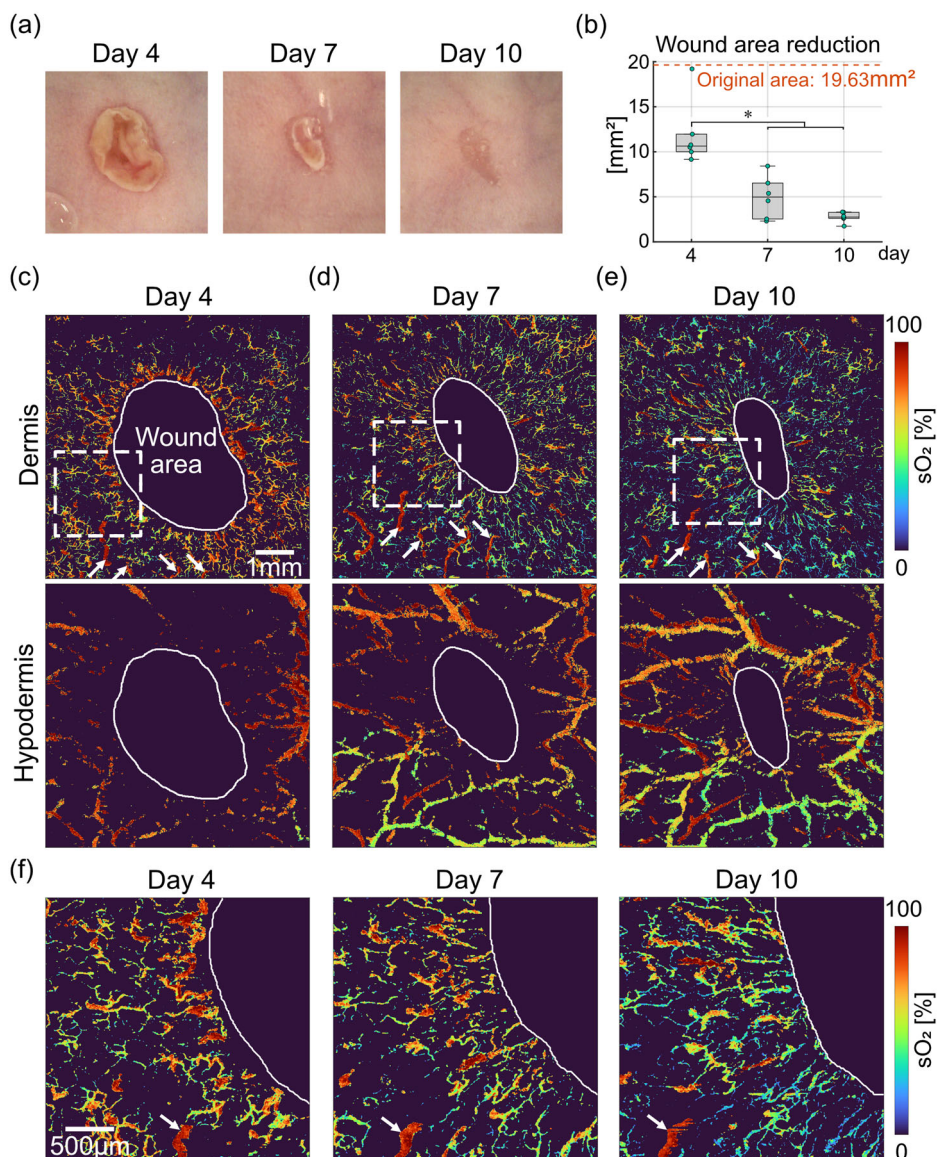 (a)
Day 4
Day 7
Day 10
(b)
Wound area reduction
[mm²]
20
15
10
5
0
Original area: 19.63mm²
*
4
7
10
day
(c)
Day 4
(d)
Day 7
(e)
Day 10
Dermis
Wound
area
1mm
100
sO₂ [%]
0
Hypodermis
(f)
Day 4
Day 7
Day 10
500µm
100
sO₂ [%]
0